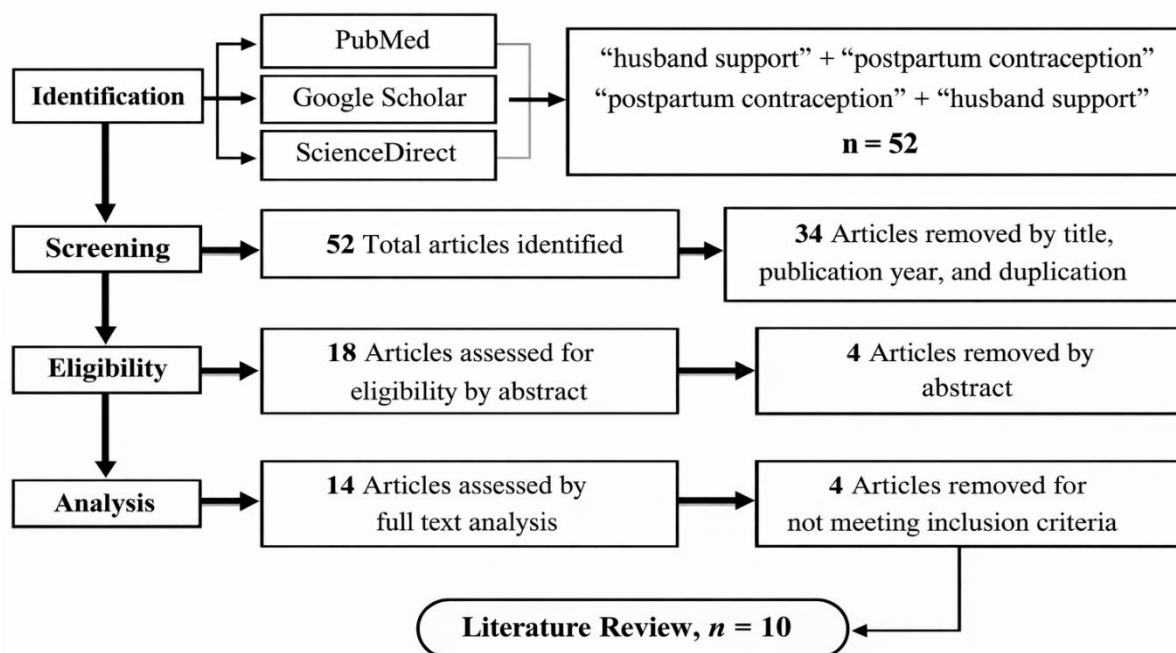 Identification
PubMed
Google Scholar
ScienceDirect
“husband support” + “postpartum contraception”
“postpartum contraception” + “husband support”
n = 52
Screening
52 Total articles identified
34 Articles removed by title,
publication year, and duplication
Eligibility
18 Articles assessed for
eligibility by abstract
4 Articles removed by
abstract
Analysis
14 Articles assessed by
full text analysis
4 Articles removed for
not meeting inclusion criteria
Literature Review, n = 10